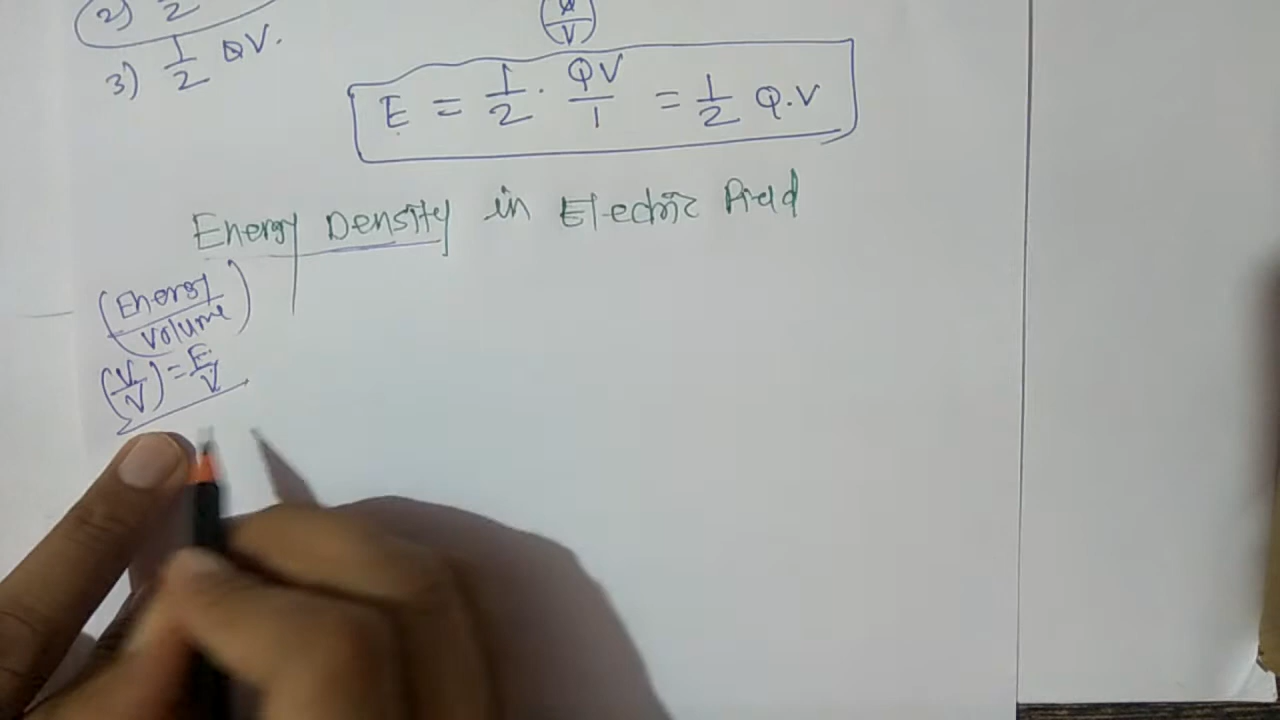 2) 1/2
3) 1/2 QV.
(Q/V)
E = 1/2 . QV/1 = 1/2 Q.V
Energy Density in Electric Field
(Energy/Volume)
(V/V) = E/V